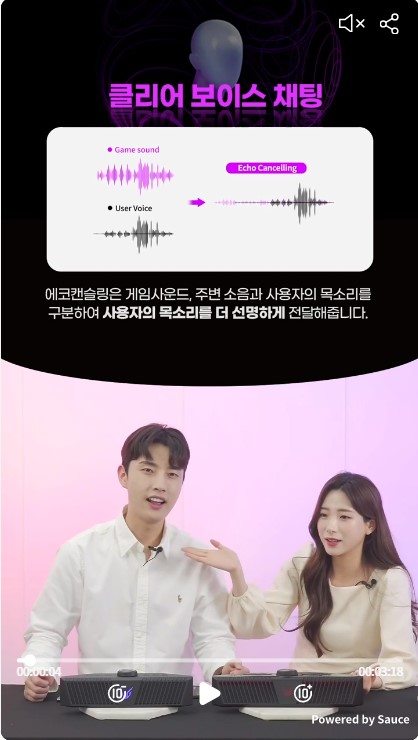 클리어 보이스 채팅
Game sound
Echo Cancelling
User Voice
에코캔슬링은 게임사운드, 주변 소음과 사용자의 목소리를
구분하여 사용자의 목소리를 더 선명하게 전달해줍니다.
00:00:04
00:03:18
10
10
Powered by Sauce